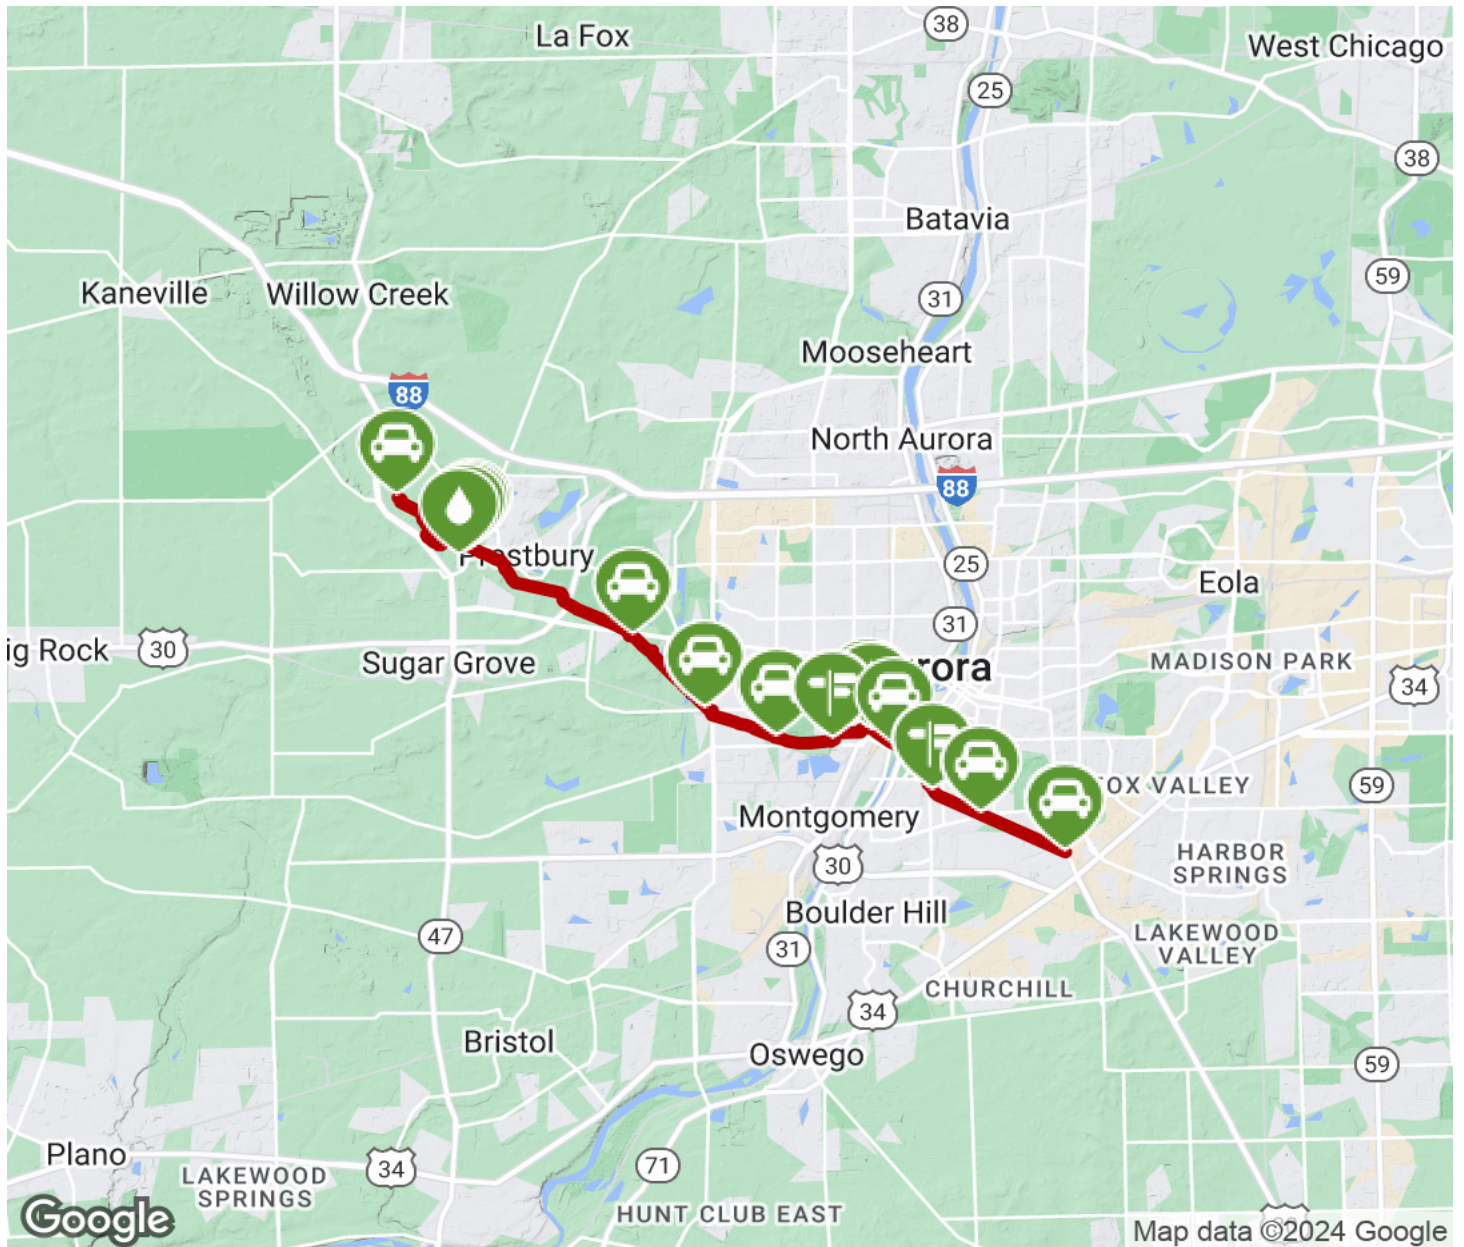 La Fox
38
West Chicago
25
38
Batavia
59
Kaneville
Willow Creek
31
Mooseheart
88
North Aurora
88
stbury
25
Eola
31
ig Rock
30
Sugar Grove
rora
MADISON PARK
34
OX VALLEY
59
Montgomery
30
HARBOR
SPRINGS
Boulder Hill
47
31
LAKEWOOD
VALLEY
CHURCHILL
34
Bristol
Oswego
59
Plano
34
71
LAKEWOOD
SPRINGS
HUNT CLUB EAST
Google
Map data ©2024 Google